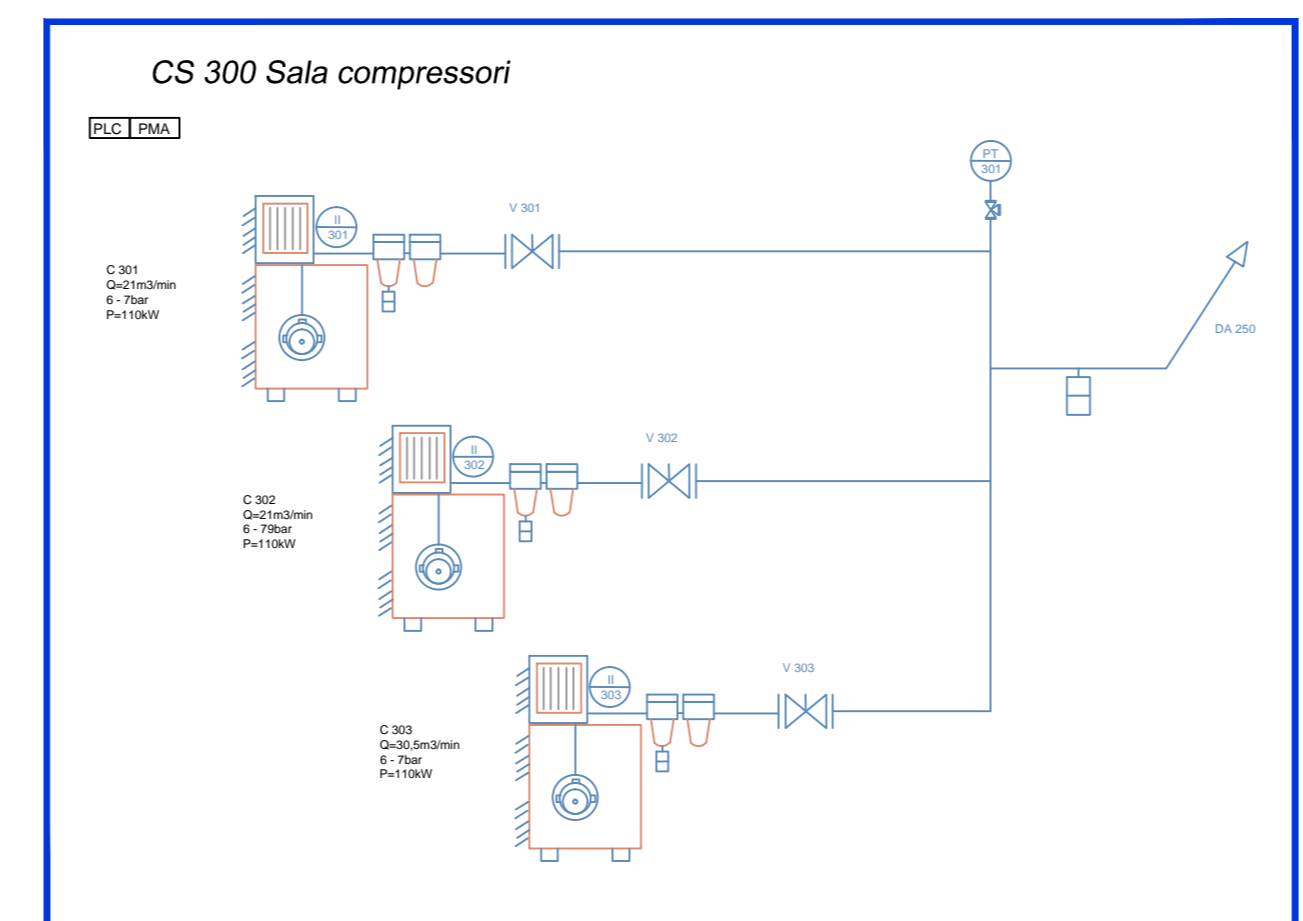 CS 300 Sala compressori
PLC PMA
PT
301
V 301
II
301
C 301
Q=21m3/min
6 - 7bar
P=110kW
DA 250
V 302
II
302
C 302
Q=21m3/min
6 - 79bar
P=110kW
V 303
II
303
C 303
Q=30,5m3/min
6 - 7bar
P=110kW